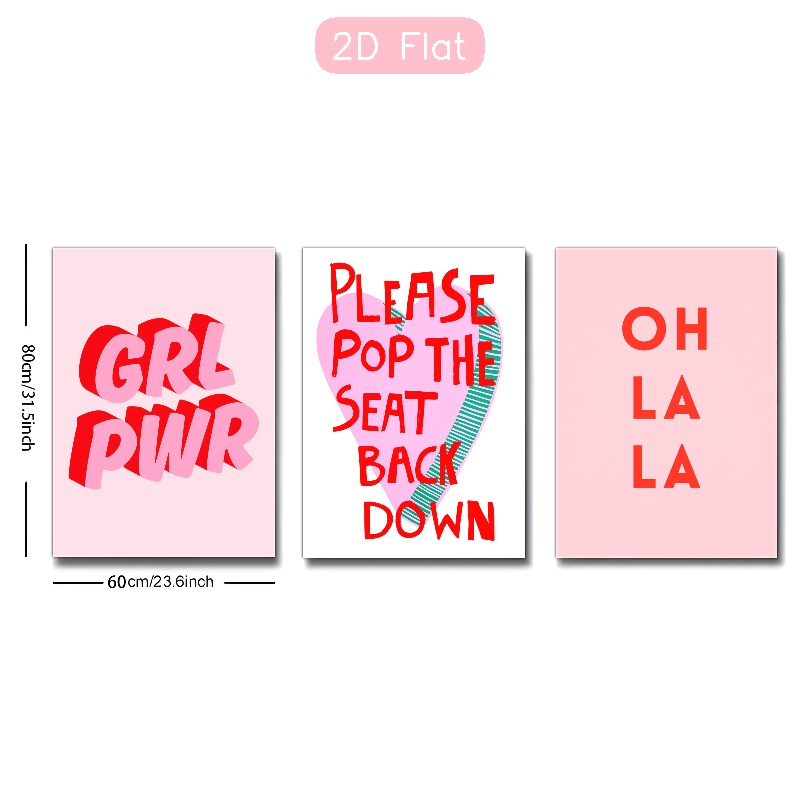 2D Flat
GRL
PWR
PLEASE
POP THE
SEAT
BACK
DOWN
OH
LA
LA
80cm/31.5inch
60cm/23.6inch